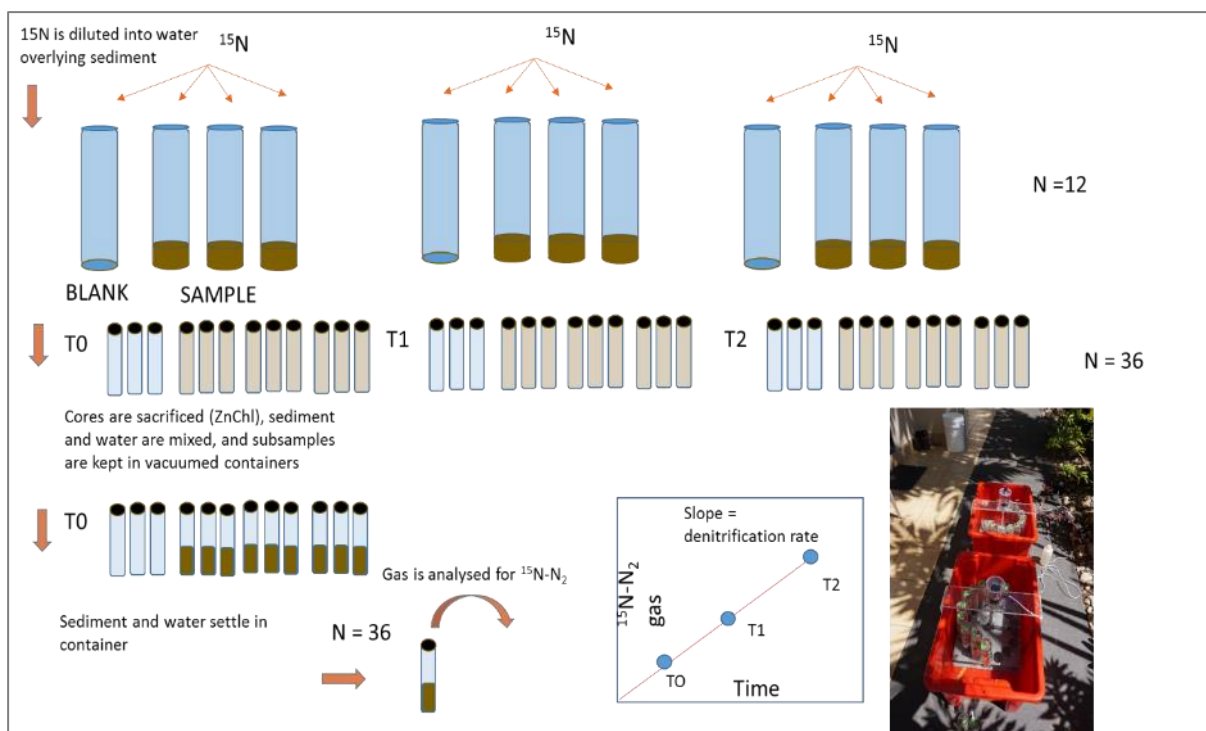 15N is diluted into water
overlying sediment
¹⁵N
¹⁵N
¹⁵N
N =12
BLANK
SAMPLE
T0
T1
T2
N = 36
Cores are sacrificed (ZnChl), sediment
and water are mixed, and subsamples
are kept in vacuumed containers
T0
Gas is analysed for ¹⁵N-N₂
Sediment and water settle in
container
N = 36
Slope =
denitrification rate
¹⁵N-N₂
gas
T0
T1
T2
Time